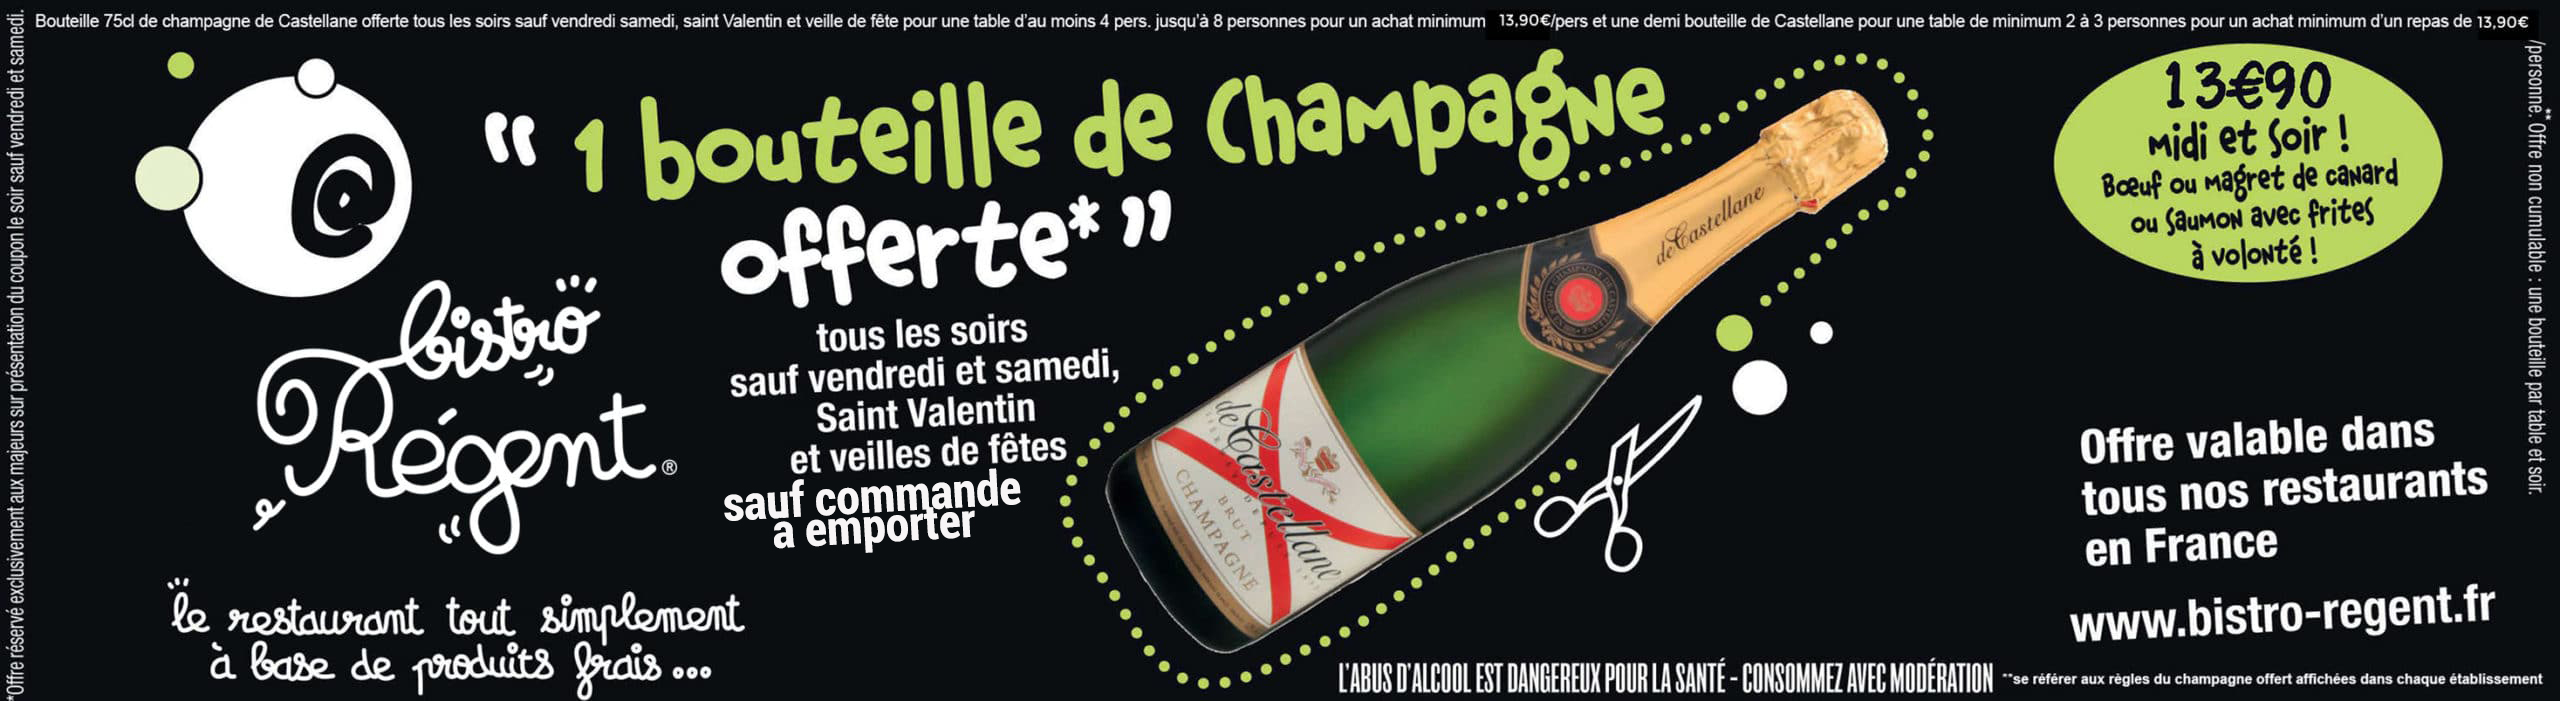 Bouteille 75cl de champagne de Castellane offerte tous les soirs sauf vendredi samedi, saint Valentin et veille de fête pour une table d'au moins 4 pers. jusqu'à 8 personnes pour un achat minimum 13,90€/pers et une demi bouteille de Castellane pour une table de minimum 2 à 3 personnes pour un achat minimum d'un repas de 13,90€
/personne.** Offre non cumulable : une bouteille par table et soir.
*Offre réservé exclusivement aux majeurs sur présentation du coupon le soir sauf vendredi et samedi.
@
bistro
Régent®
le restaurant tout simplement
à base de produits frais ...
" 1 bouteille de Champagne
offerte* "
tous les soirs
sauf vendredi et samedi,
Saint Valentin
et veilles de fêtes
sauf commande
a emporter
de Castellane
de Castellane
BRUT
CHAMPAGNE
13€90
Midi et Soir !
Bœuf ou Magret de canard
ou Saumon avec frites
à volonté !
Offre valable dans
tous nos restaurants
en France
www.bistro-regent.fr
L'ABUS D'ALCOOL EST DANGEREUX POUR LA SANTÉ - CONSOMMEZ AVEC MODÉRATION
**se référer aux règles du champagne offert affichées dans chaque établissement